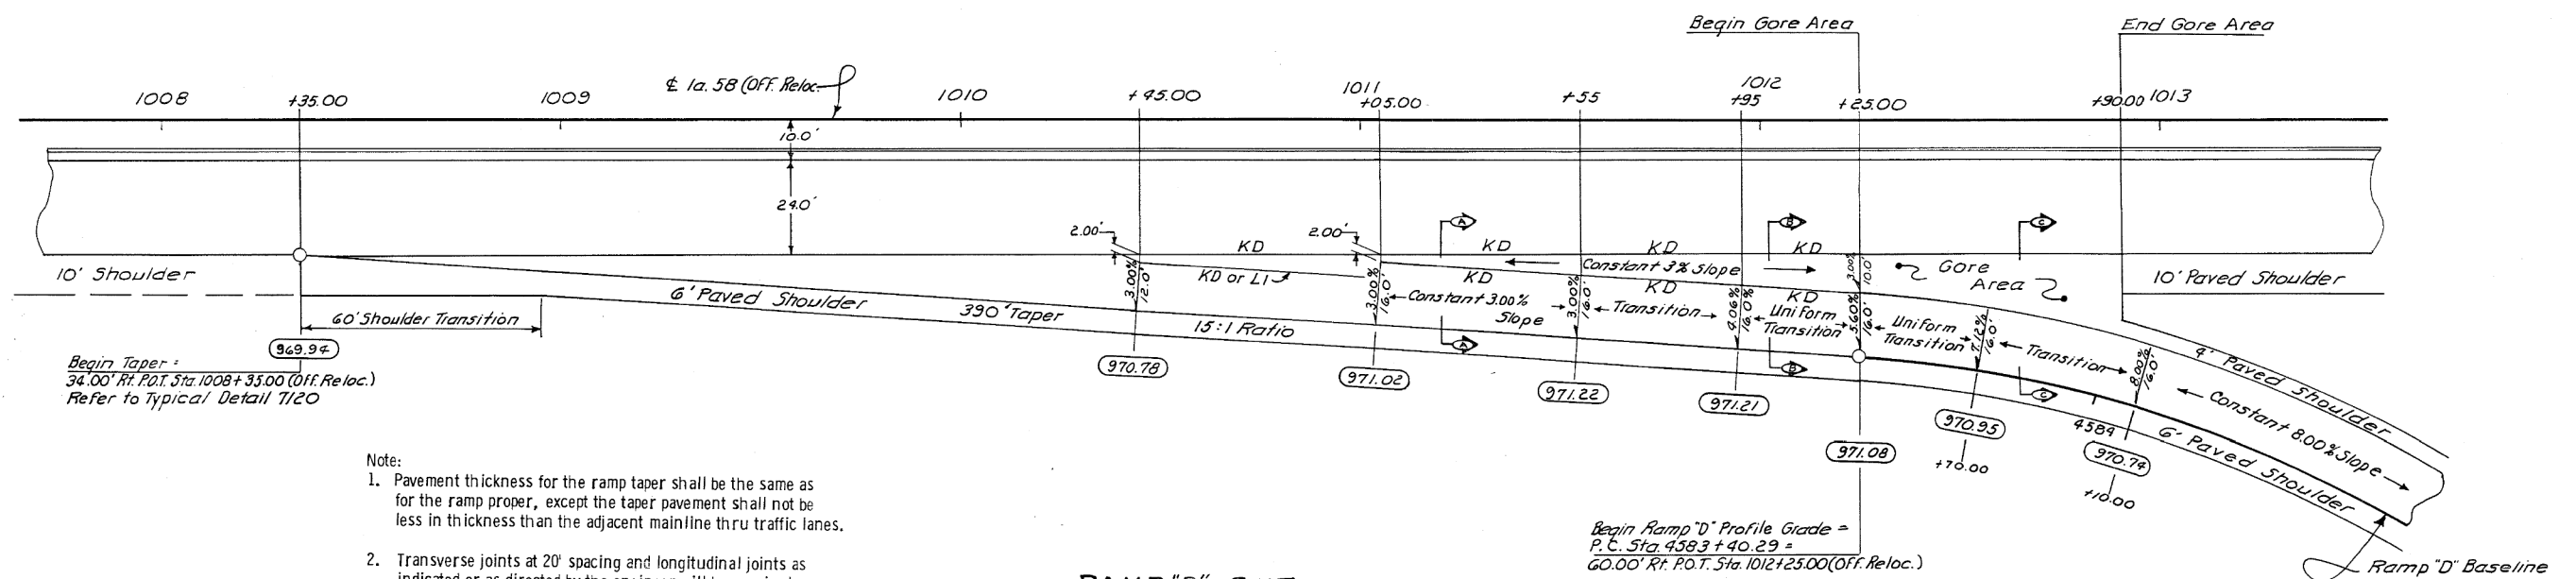 Begin Gore Area
End Gore Area
℄ Ia. 58 (Off. Reloc.
1008
+35.00
1009
1010
+45.00
1011
+05.00
+55
1012
+95
+25.00
+90.00 1013
10.0'
24.0'
2.00'
2.00'
A
B
C
KD
KD
KD
KD
10' Shoulder
3.00%
12.0'
KD or L1
3.00%
16.0'
KD
Constant 3% Slope
KD
KD
3.00%
10.0'
Gore
Area
10' Paved Shoulder
6' Paved Shoulder
390' Taper
15:1 Ratio
60' Shoulder Transition
Constant 3.00%
Slope
3.00%
16.0'
Transition
4.06%
16.0%
Uniform
Transition
5.60%
16.0'
Uniform
Transition
7.12%
16.0'
Transition
8.00%
16.0'
4' Paved Shoulder
Constant 8.00% Slope
6' Paved Shoulder
A
B
C
969.94
970.78
971.02
971.22
971.21
971.08
970.95
+70.00
4584
970.74
+10.00
Begin Taper =
34.00' Rt. P.O.T. Sta. 1008+35.00 (Off. Reloc.)
Refer to Typical Detail 7120
Note:
1. Pavement thickness for the ramp taper shall be the same as
for the ramp proper, except the taper pavement shall not be
less in thickness than the adjacent mainline thru traffic lanes.
2. Transverse joints at 20' spacing and longitudinal joints as
Begin Ramp "D" Profile Grade =
P.C. Sta. 4583+40.29 =
60.00' Rt. P.O.T. Sta. 1012+25.00 (Off. Reloc.)
Ramp "D" Baseline